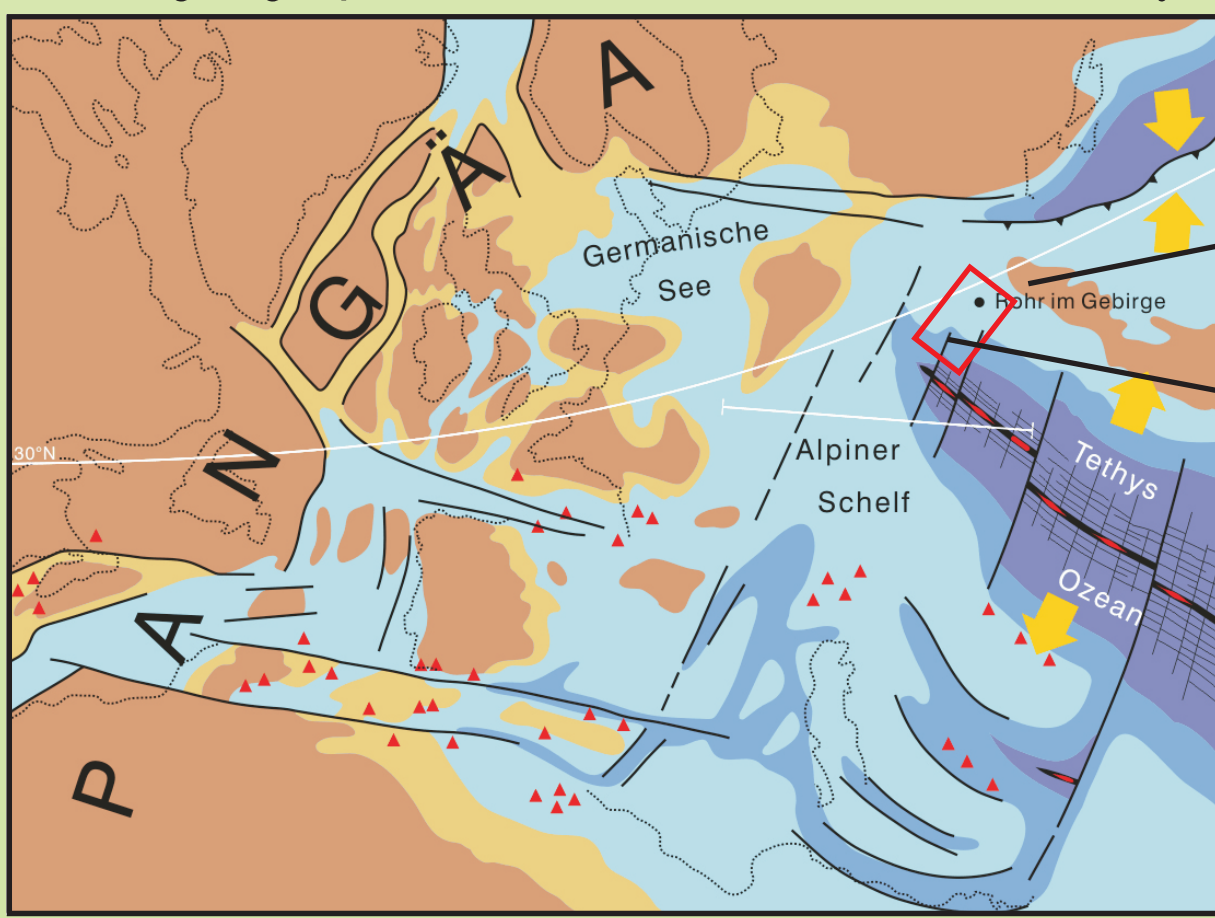 PANGÄA
Germanische
See
Rohr im Gebirge
30°N
Alpiner
Schelf
Tethys
Ozean